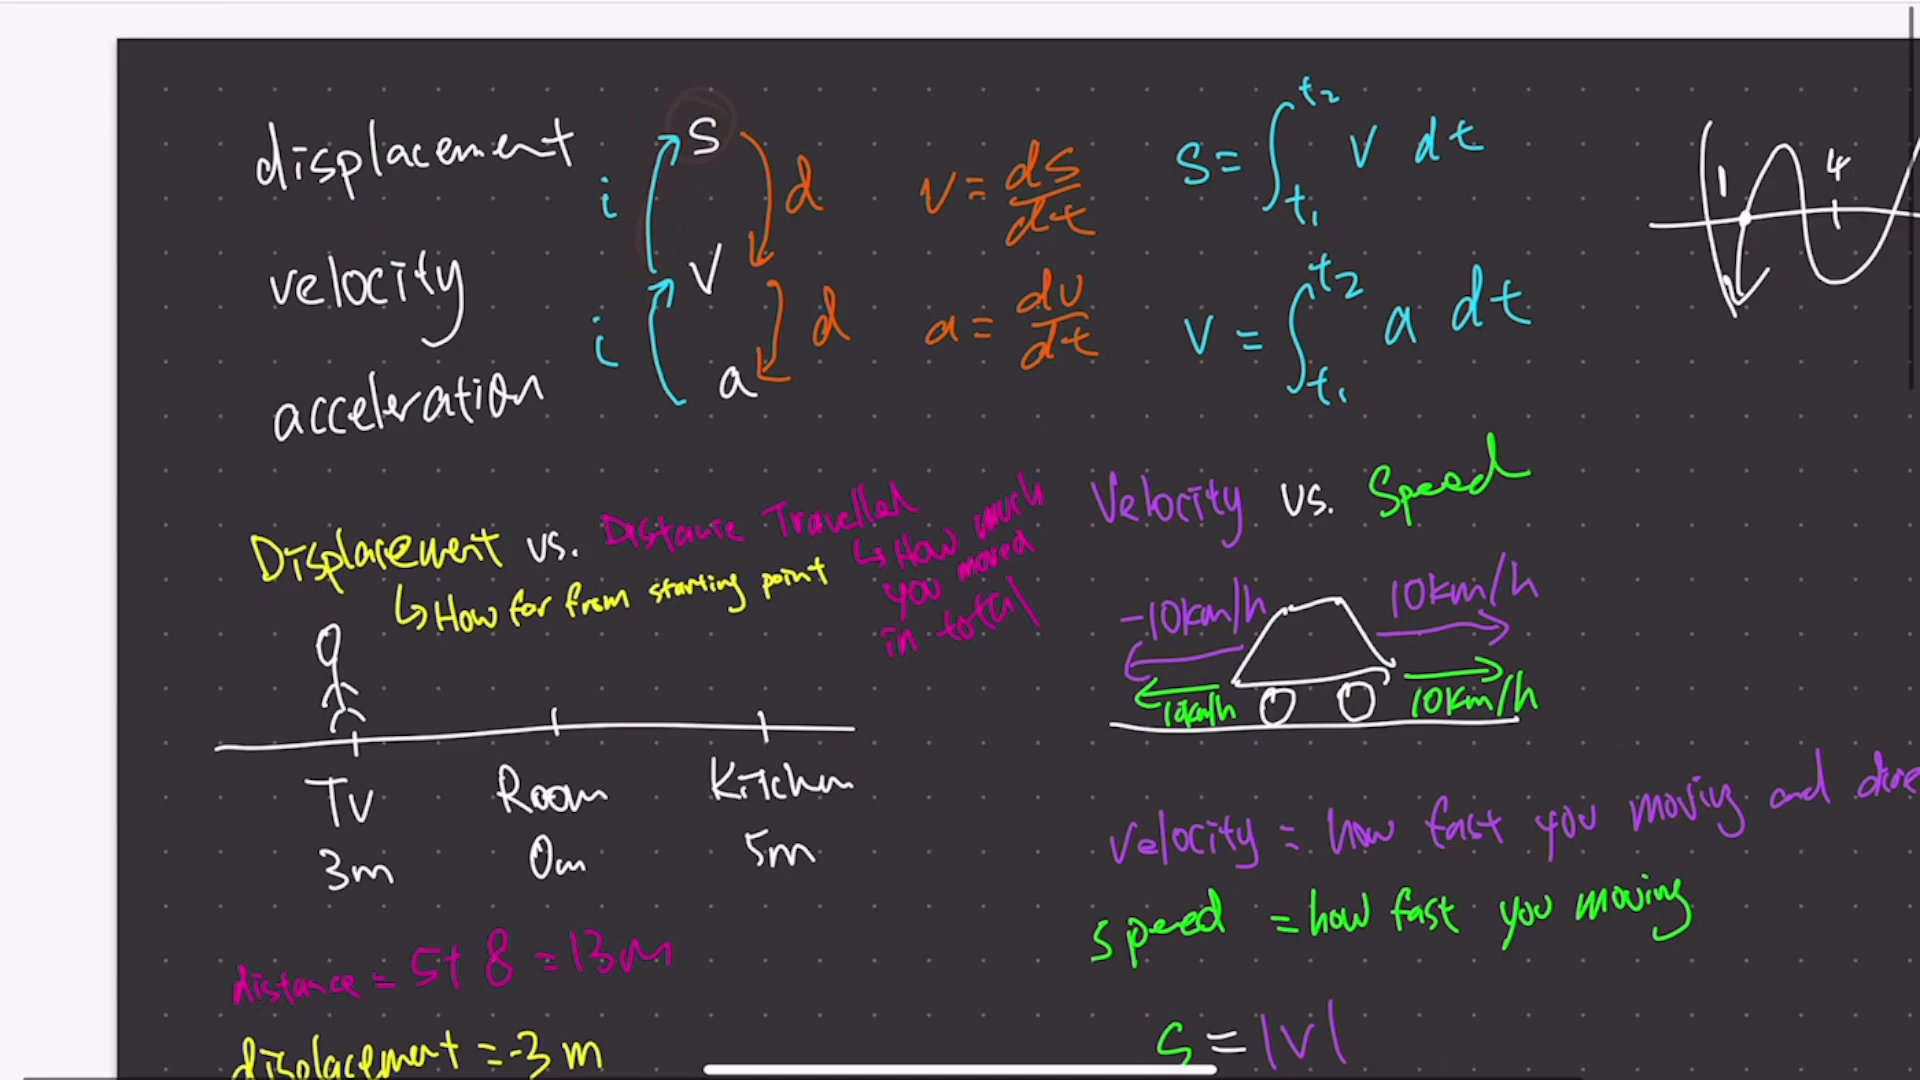 displacement i s d v = ds/dt s = ∫_{t₁}^{t₂} v dt
velocity v
acceleration i a d a = dv/dt v = ∫_{t₁}^{t₂} a dt
1 4
Displacement vs. Distance Travelled
↳ How far from starting point
↳ How much
you moved
in total
Tv Room Kitchen
3m 0m 5m
distance = 5 + 8 = 13m
displacement = -3 m
Velocity vs. Speed
-10km/h 10km/h
10km/h 10km/h
velocity = how fast you moving and dire
speed = how fast you moving
S = |v|